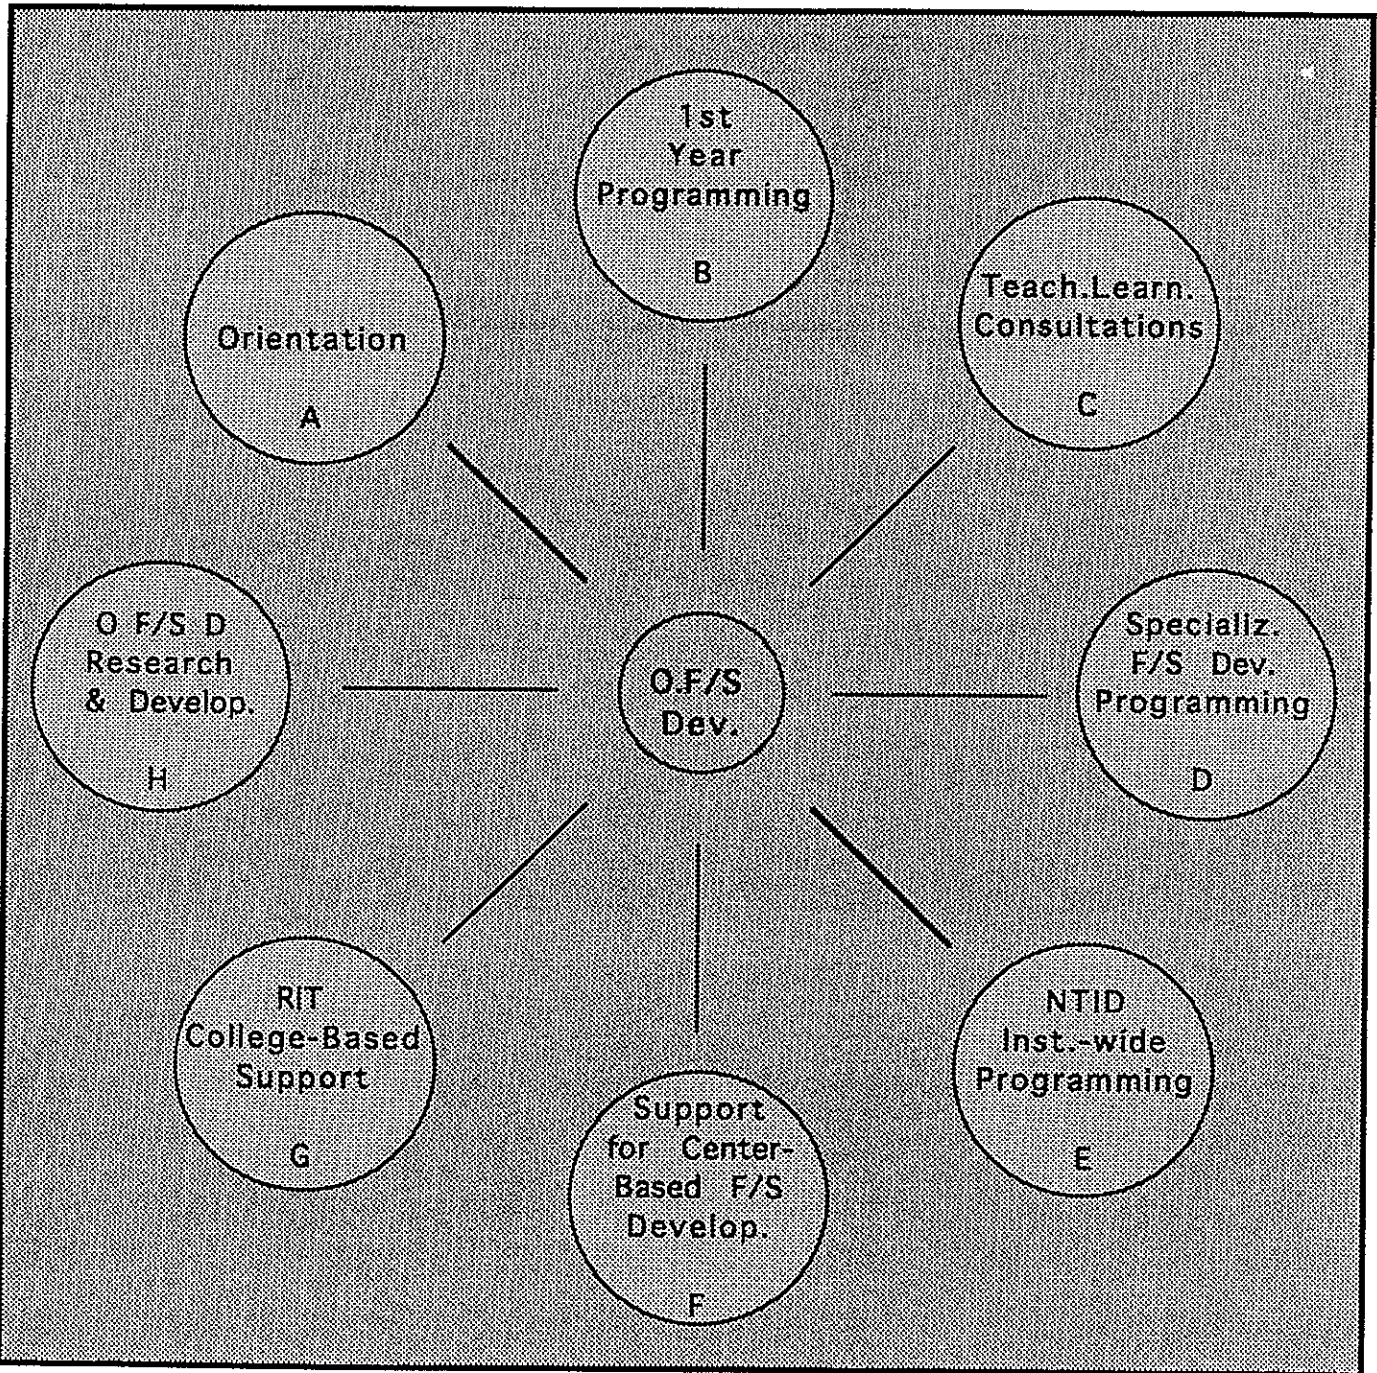 1st
Year
Programming
B
Orientation
A
Teach.Learn.
Consultations
C
O F/S D
Research
& Develop.
H
O.F/S
Dev.
Specializ.
F/S Dev.
Programming
D
RIT
College-Based
Support
G
Support
for Center-
Based F/S
Develop.
F
NTID
Inst.-wide
Programming
E